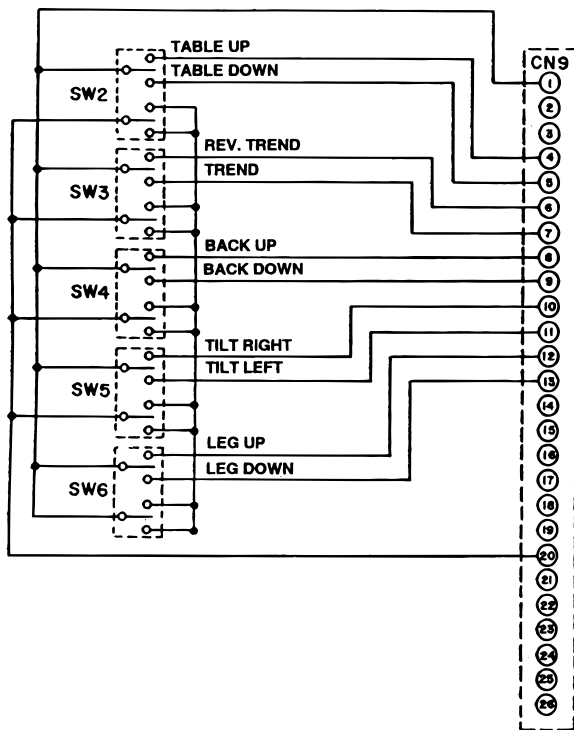 TABLE UP
TABLE DOWN
SW2
REV. TREND
TREND
SW3
BACK UP
BACK DOWN
SW4
TILT RIGHT
TILT LEFT
SW5
LEG UP
LEG DOWN
SW6
CN9
1
2
3
4
5
6
7
8
9
10
11
12
13
14
15
16
17
18
19
20
21
22
23
24
25
26